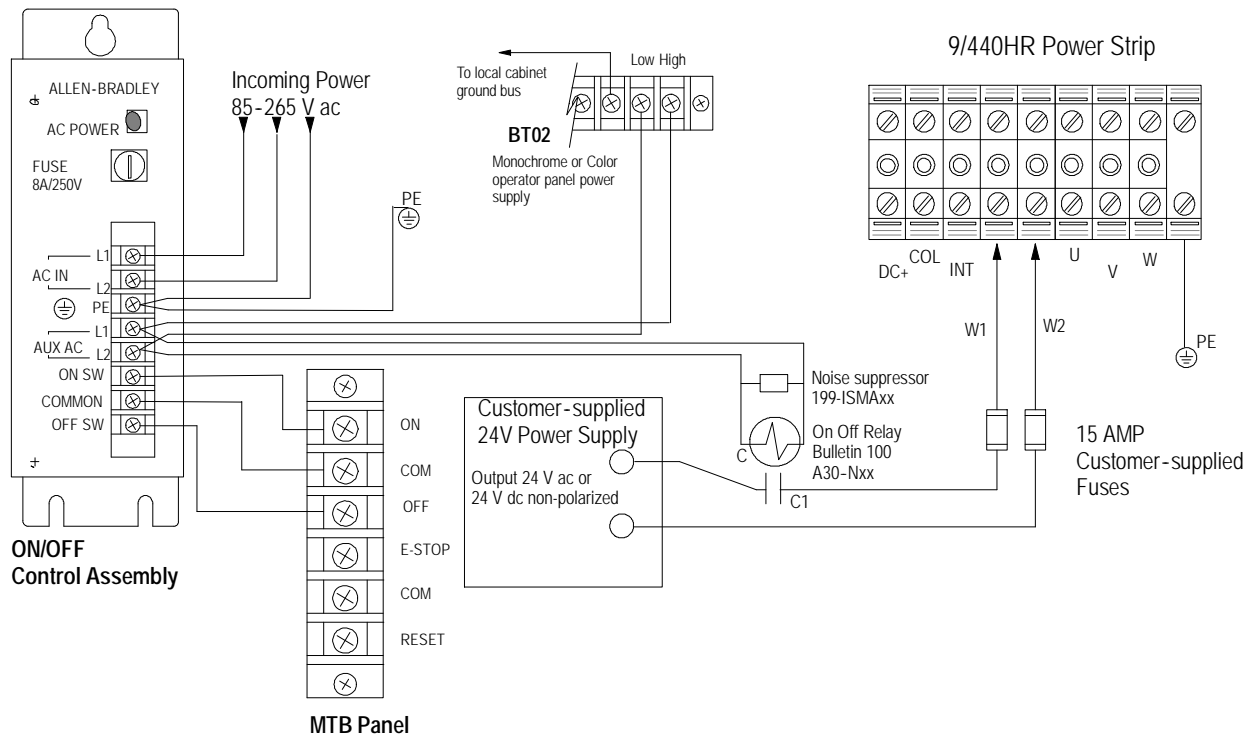 9/440HR Power Strip
Low High
To local cabinet
ground bus
Incoming Power
85-265 V ac
ALLEN-BRADLEY
AC POWER
FUSE
8A/250V
BT02
Monochrome or Color
operator panel power
supply
PE
L1
AC IN
L2
PE
L1
AUX AC
L2
ON SW
COMMON
OFF SW
ON/OFF
Control Assembly
DC+
COL
INT
U
V
W
W1
W2
PE
ON
COM
OFF
E-STOP
COM
RESET
MTB Panel
Customer-supplied
24V Power Supply
Output 24 V ac or
24 V dc non-polarized
Noise suppressor
199-ISMAxx
On Off Relay
Bulletin 100
A30-Nxx
C
C1
15 AMP
Customer-supplied
Fuses